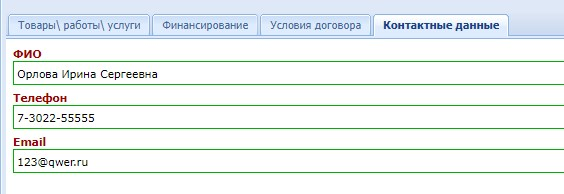 Товары\ работы\ услуги Финансирование Условия договора Контактные данные
ФИО
Орлова Ирина Сергеевна
Телефон
7-3022-55555
Email
123@qwer.ru